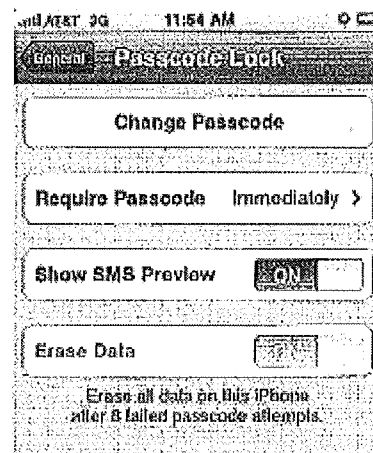 AT&T 3G 11:54 AM
General Passcode Lock
Change Passcode
Require Passcode Immediately >
Show SMS Preview ON
Erase Data
Erase all data on this iPhone
after failed passcode attempts.